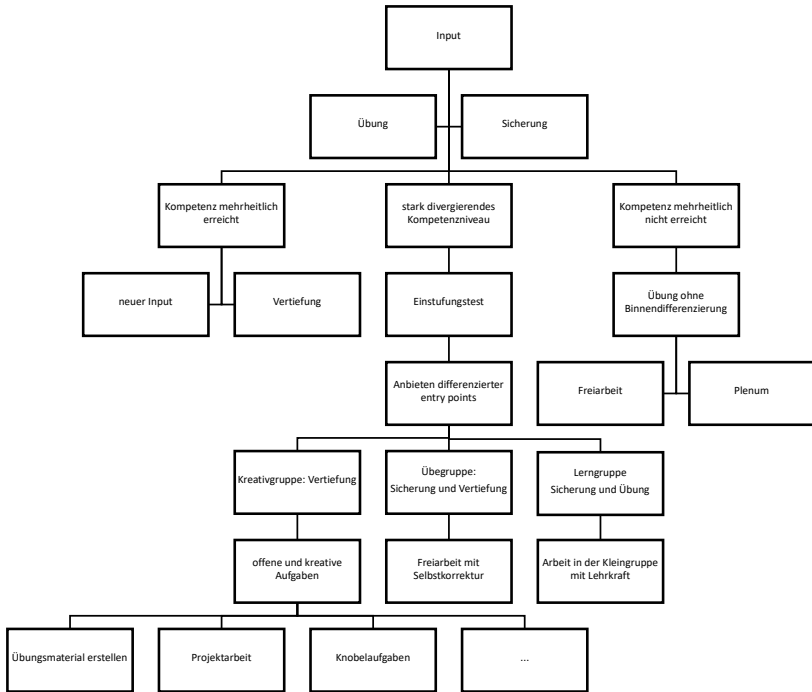 Input
Übung
Sicherung
Kompetenz mehrheitlich
erreicht
stark divergierendes
Kompetenzniveau
Kompetenz mehrheitlich
nicht erreicht
neuer Input
Vertiefung
Einstufungstest
Übung ohne
Binnendifferenzierung
Anbieten differenzierter
entry points
Freiarbeit
Plenum
Kreativgruppe: Vertiefung
Übegruppe:
Sicherung und Vertiefung
Lerngruppe
Sicherung und Übung
offene und kreative
Aufgaben
Freiarbeit mit
Selbstkorrektur
Arbeit in der Kleingruppe
mit Lehrkraft
Übungsmaterial erstellen
Projektarbeit
Knobelaufgaben
...